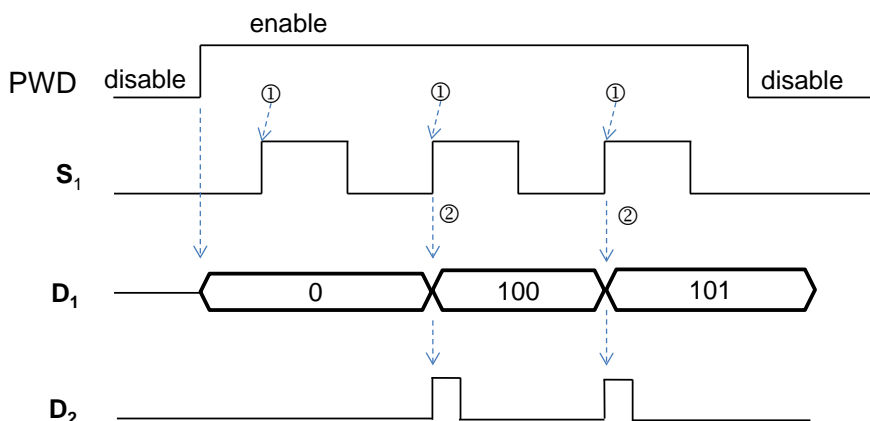 enable
PWD disable disable
① ① ①
S₁
② ②
D₁ 0 100 101
D₂